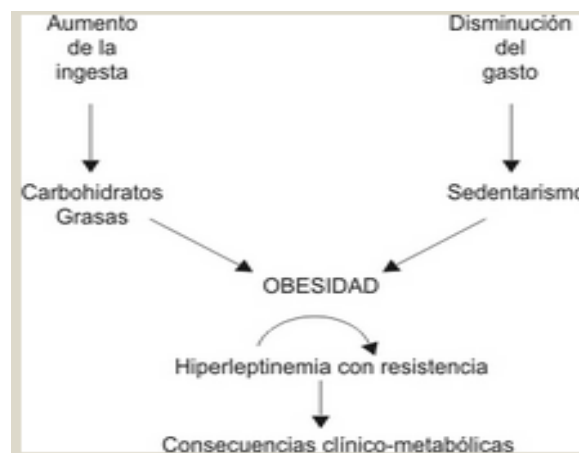 Aumento
de la
ingesta
Disminución
del
gasto
Carbohidratos
Grasas
Sedentarismo
OBESIDAD
Hiperleptinemia con resistencia
Consecuencias clínico-metabólicas